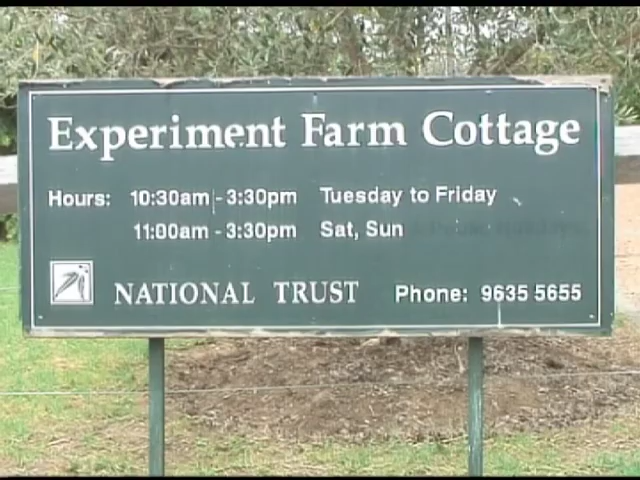 Experiment Farm Cottage
Hours: 10:30am - 3:30pm Tuesday to Friday
11:00am - 3:30pm Sat, Sun
NATIONAL TRUST Phone: 9635 5655